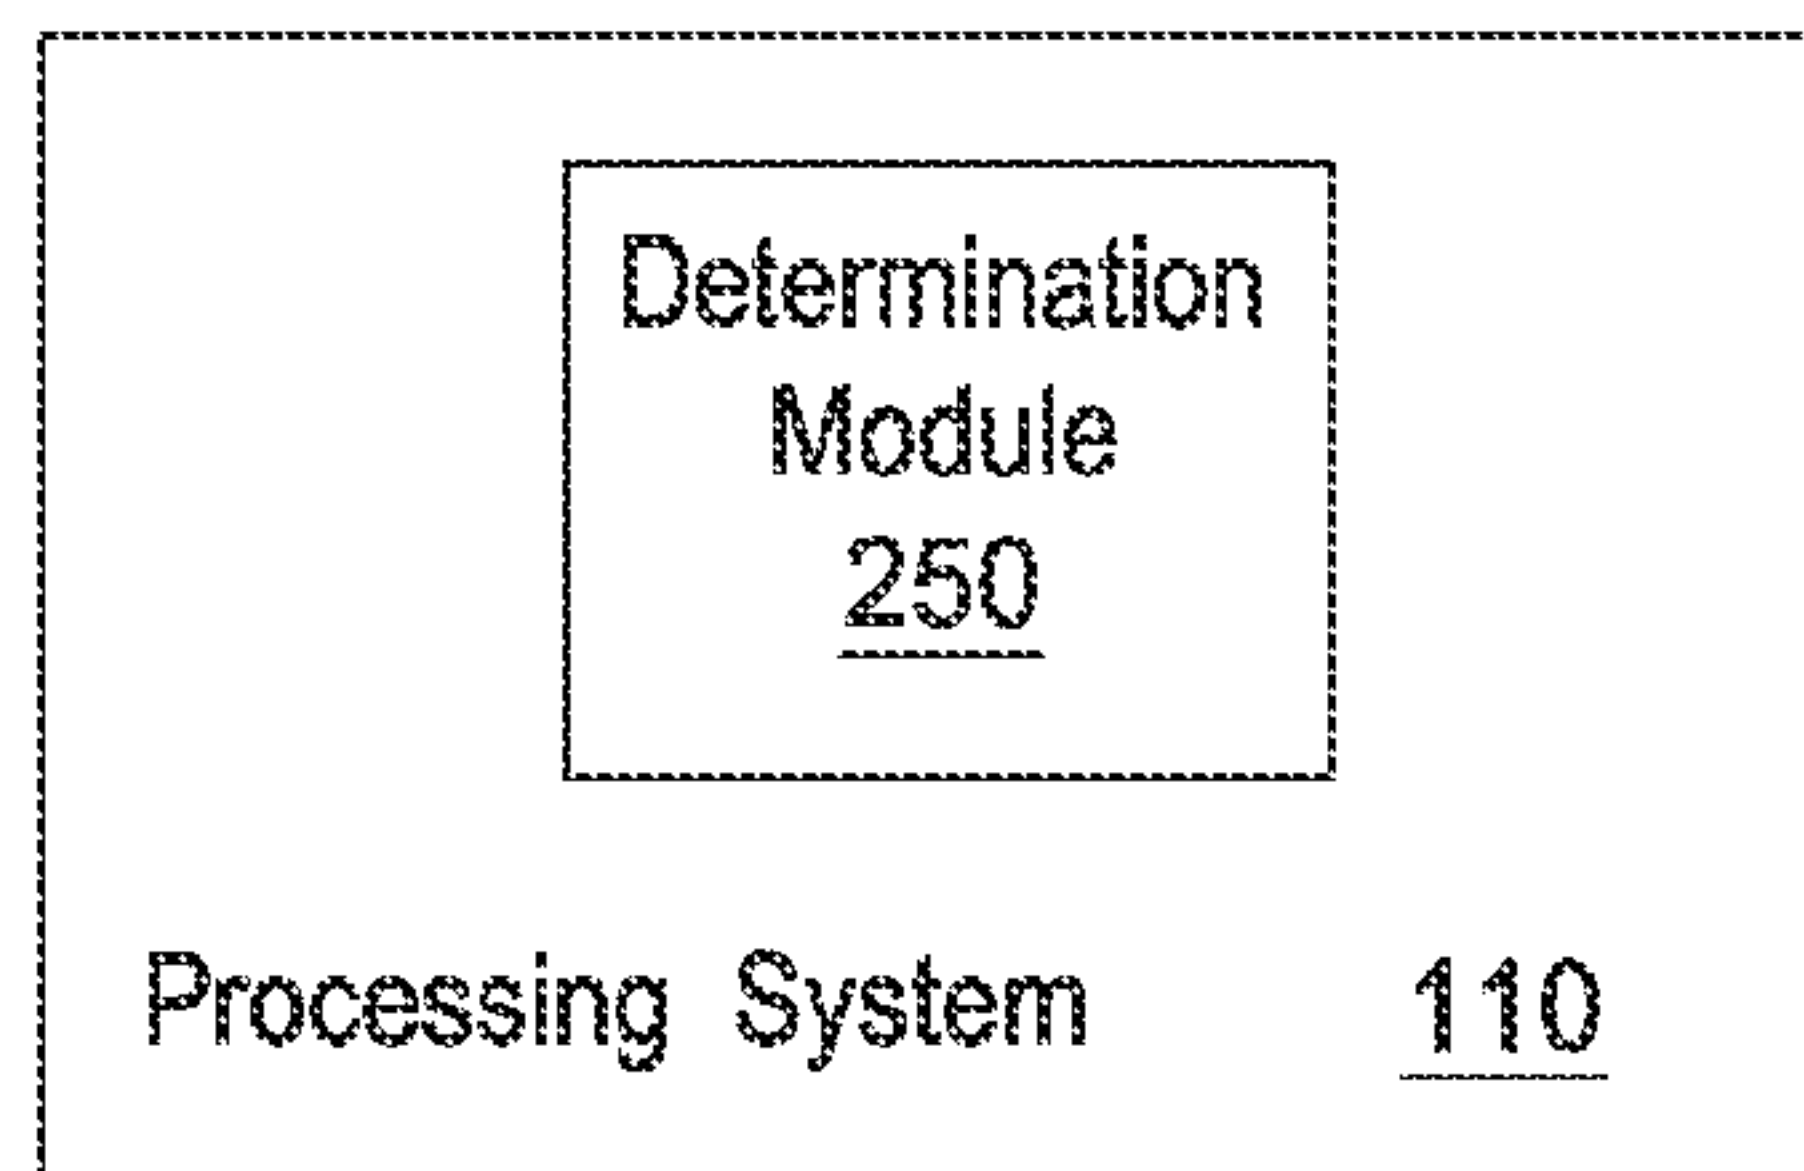 Determination
Module
250
Processing System 110